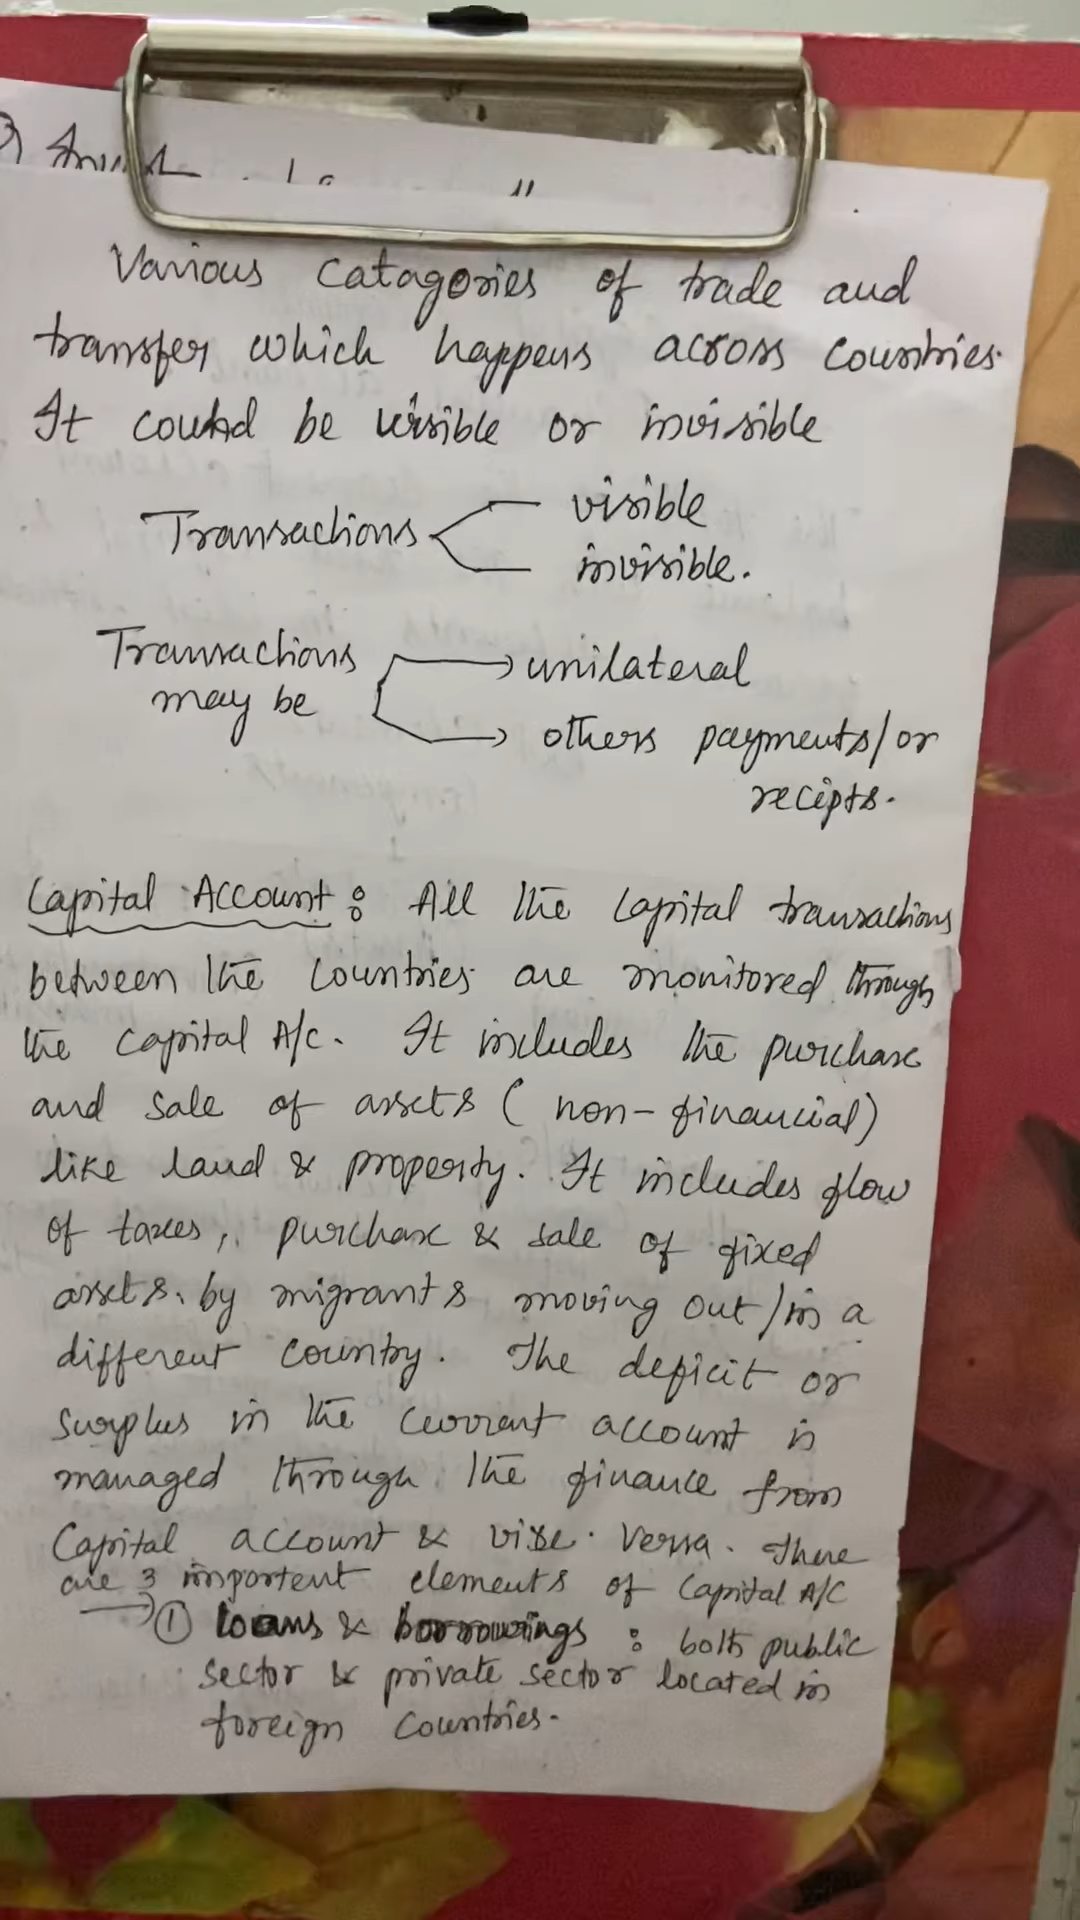 Various Catagories of trade and
transfer which happens across Countries.
It could be visible or invisible
Transactions visible
invisible.
Transactions unilateral
may be others payments/or
recipts.
Capital Account : All the Capital transactions
between the Countries are monitored through
the Capital A/c. It includes the purchase
and sale of assets (non-financial)
like land & property. It includes flow
of taxes, purchase & sale of fixed
assets by migrants moving out/in a
different country. The deficit or
surplus in the current account is
managed through the finance from
Capital account & vise. Versa. There
are 3 importent elements of Capital A/C
① loans & borrowings : both public
sector & private sector located in
foreign Countries.